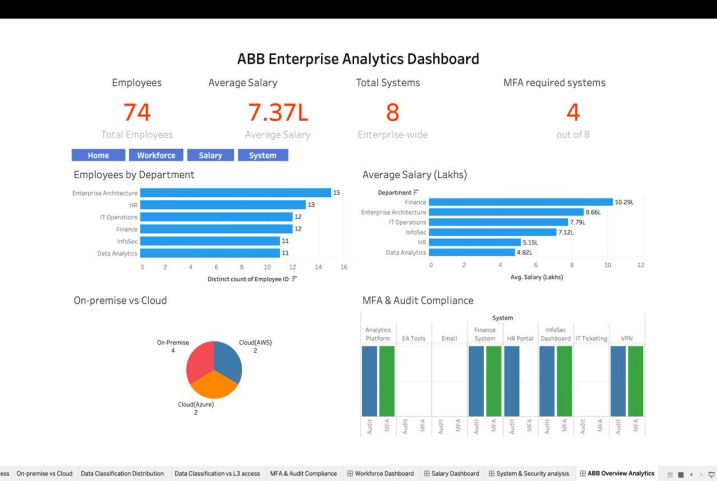 ABB Enterprise Analytics Dashboard
Employees Average Salary Total Systems MFA required systems
74 7.37L 8 4
Total Employees Average Salary Enterprise-wide out of 8
Home Workforce Salary System
Employees by Department
Enterprise Architecture 15
HR 13
IT Operations 12
Finance 12
InfoSec 11
Data Analytics 11
0 2 4 6 8 10 12 14 16
Distinct count of Employee ID
Average Salary (Lakhs)
Department
Finance 10.29L
Enterprise Architecture 8.66L
IT Operations 7.79L
InfoSec 7.12L
HR 5.15L
Data Analytics 4.82L
0 2 4 6 8 10 12
Avg. Salary (Lakhs)
On-premise vs Cloud
On-Premise
4
Cloud(AWS)
2
Cloud(Azure)
2
MFA & Audit Compliance
System
Analytics Platform EA Tools Email Finance System HR Portal InfoSec Dashboard IT Ticketing VPN
Audit MFA Audit MFA Audit MFA Audit MFA Audit MFA Audit MFA Audit MFA Audit MFA
ess On-premise vs Cloud Data Classification Distribution Data Classification vs L3 access MFA & Audit Compliance Workforce Dashboard Salary Dashboard System & Security analysis ABB Overview Analytics